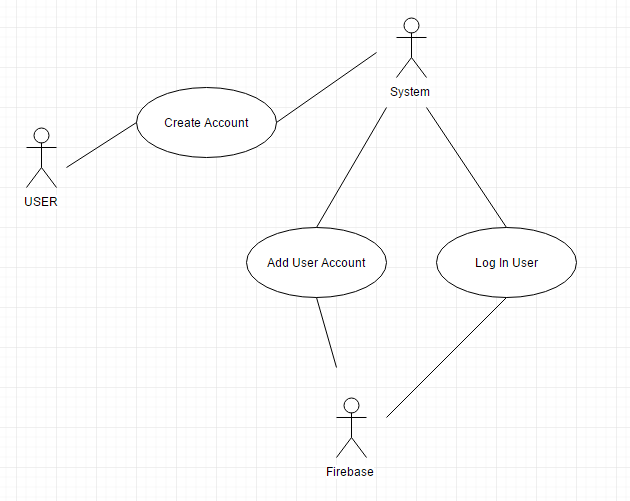 System
Create Account
USER
Add User Account
Log In User
Firebase